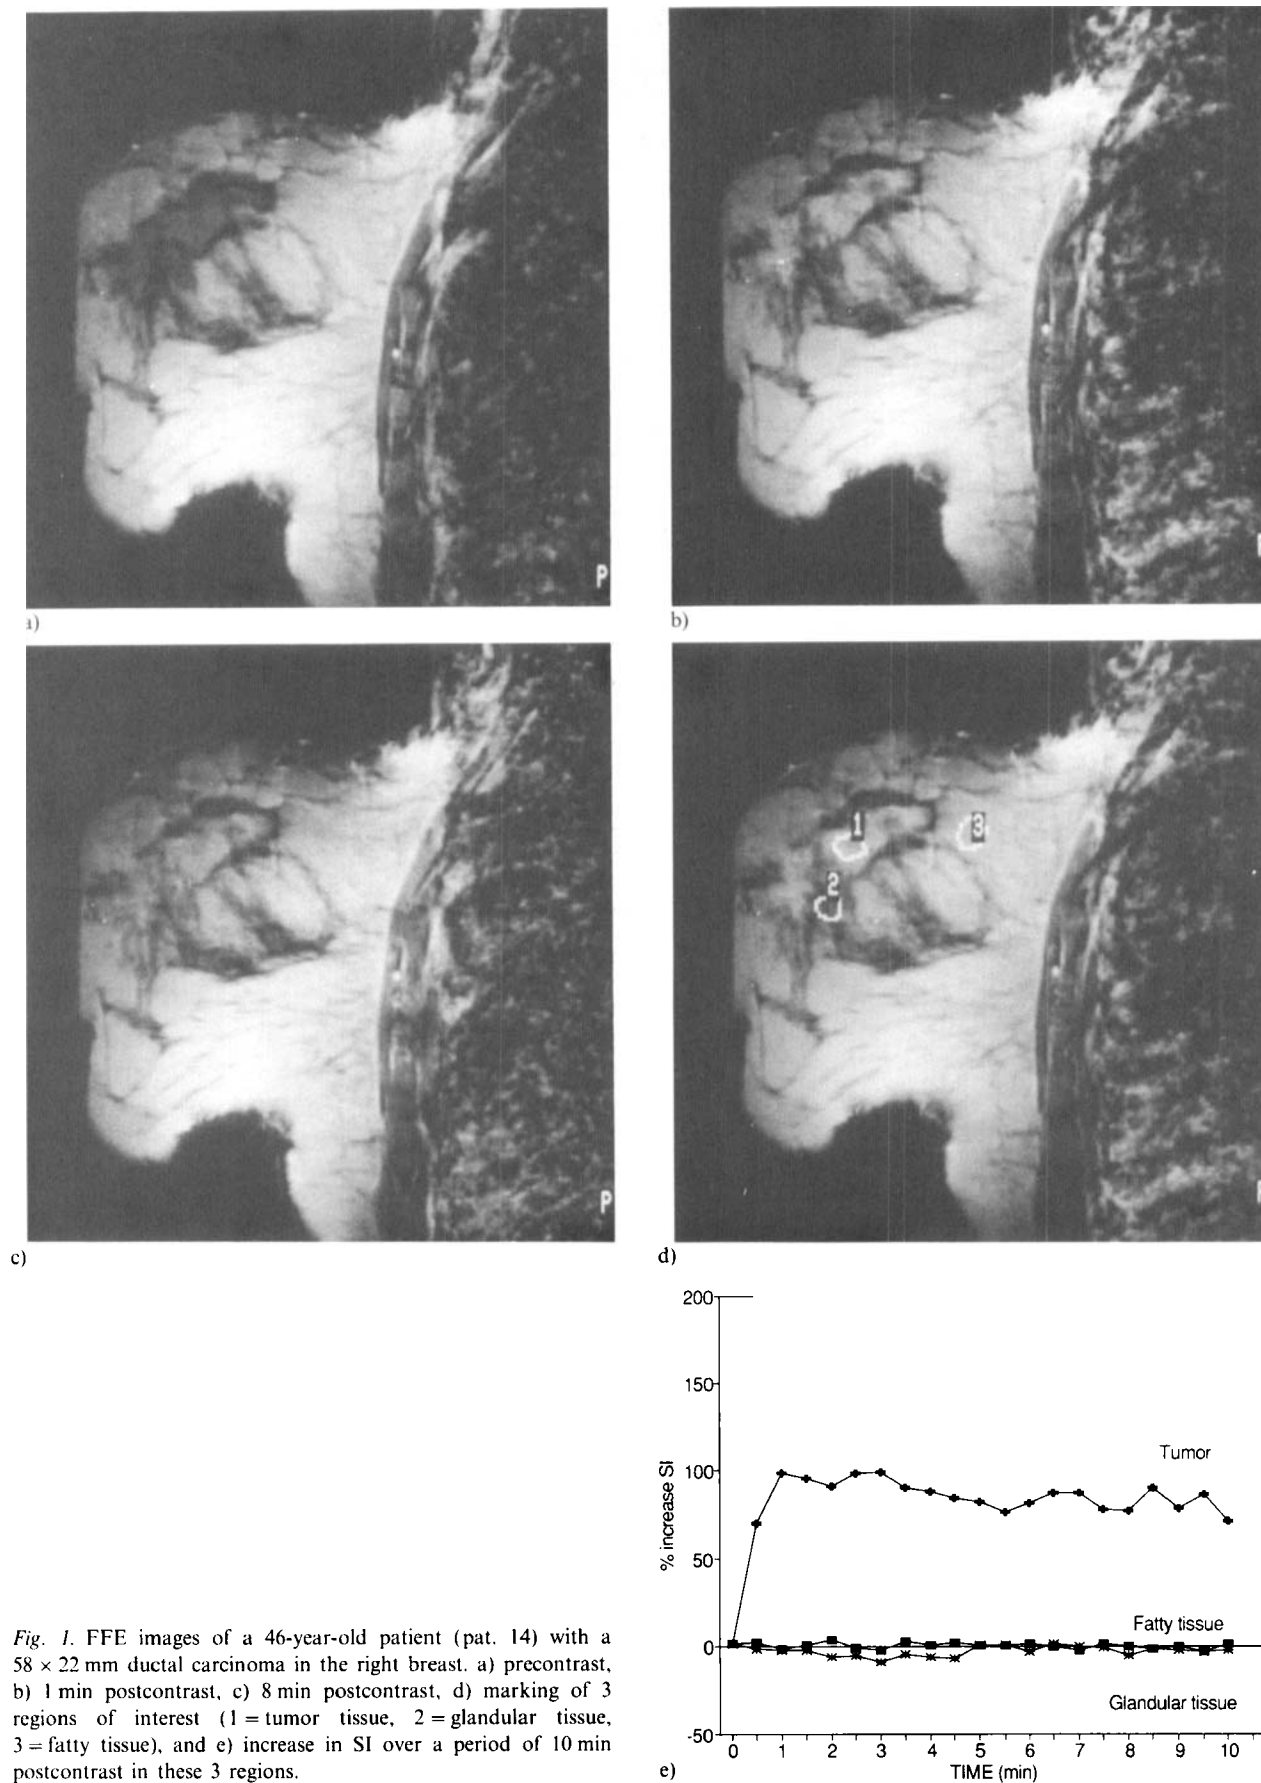 P
a)
b)
1
3
2
P
c)
d)
200
150
100
50
0
-50
% increase SI
Tumor
Fatty tissue
Glandular tissue
0 1 2 3 4 5 6 7 8 9 10
TIME (min)
e)
Fig. 1. FFE images of a 46-year-old patient (pat. 14) with a
58 × 22 mm ductal carcinoma in the right breast. a) precontrast,
b) 1 min postcontrast, c) 8 min postcontrast, d) marking of 3
regions of interest (1 = tumor tissue, 2 = glandular tissue,
3 = fatty tissue), and e) increase in SI over a period of 10 min
postcontrast in these 3 regions.